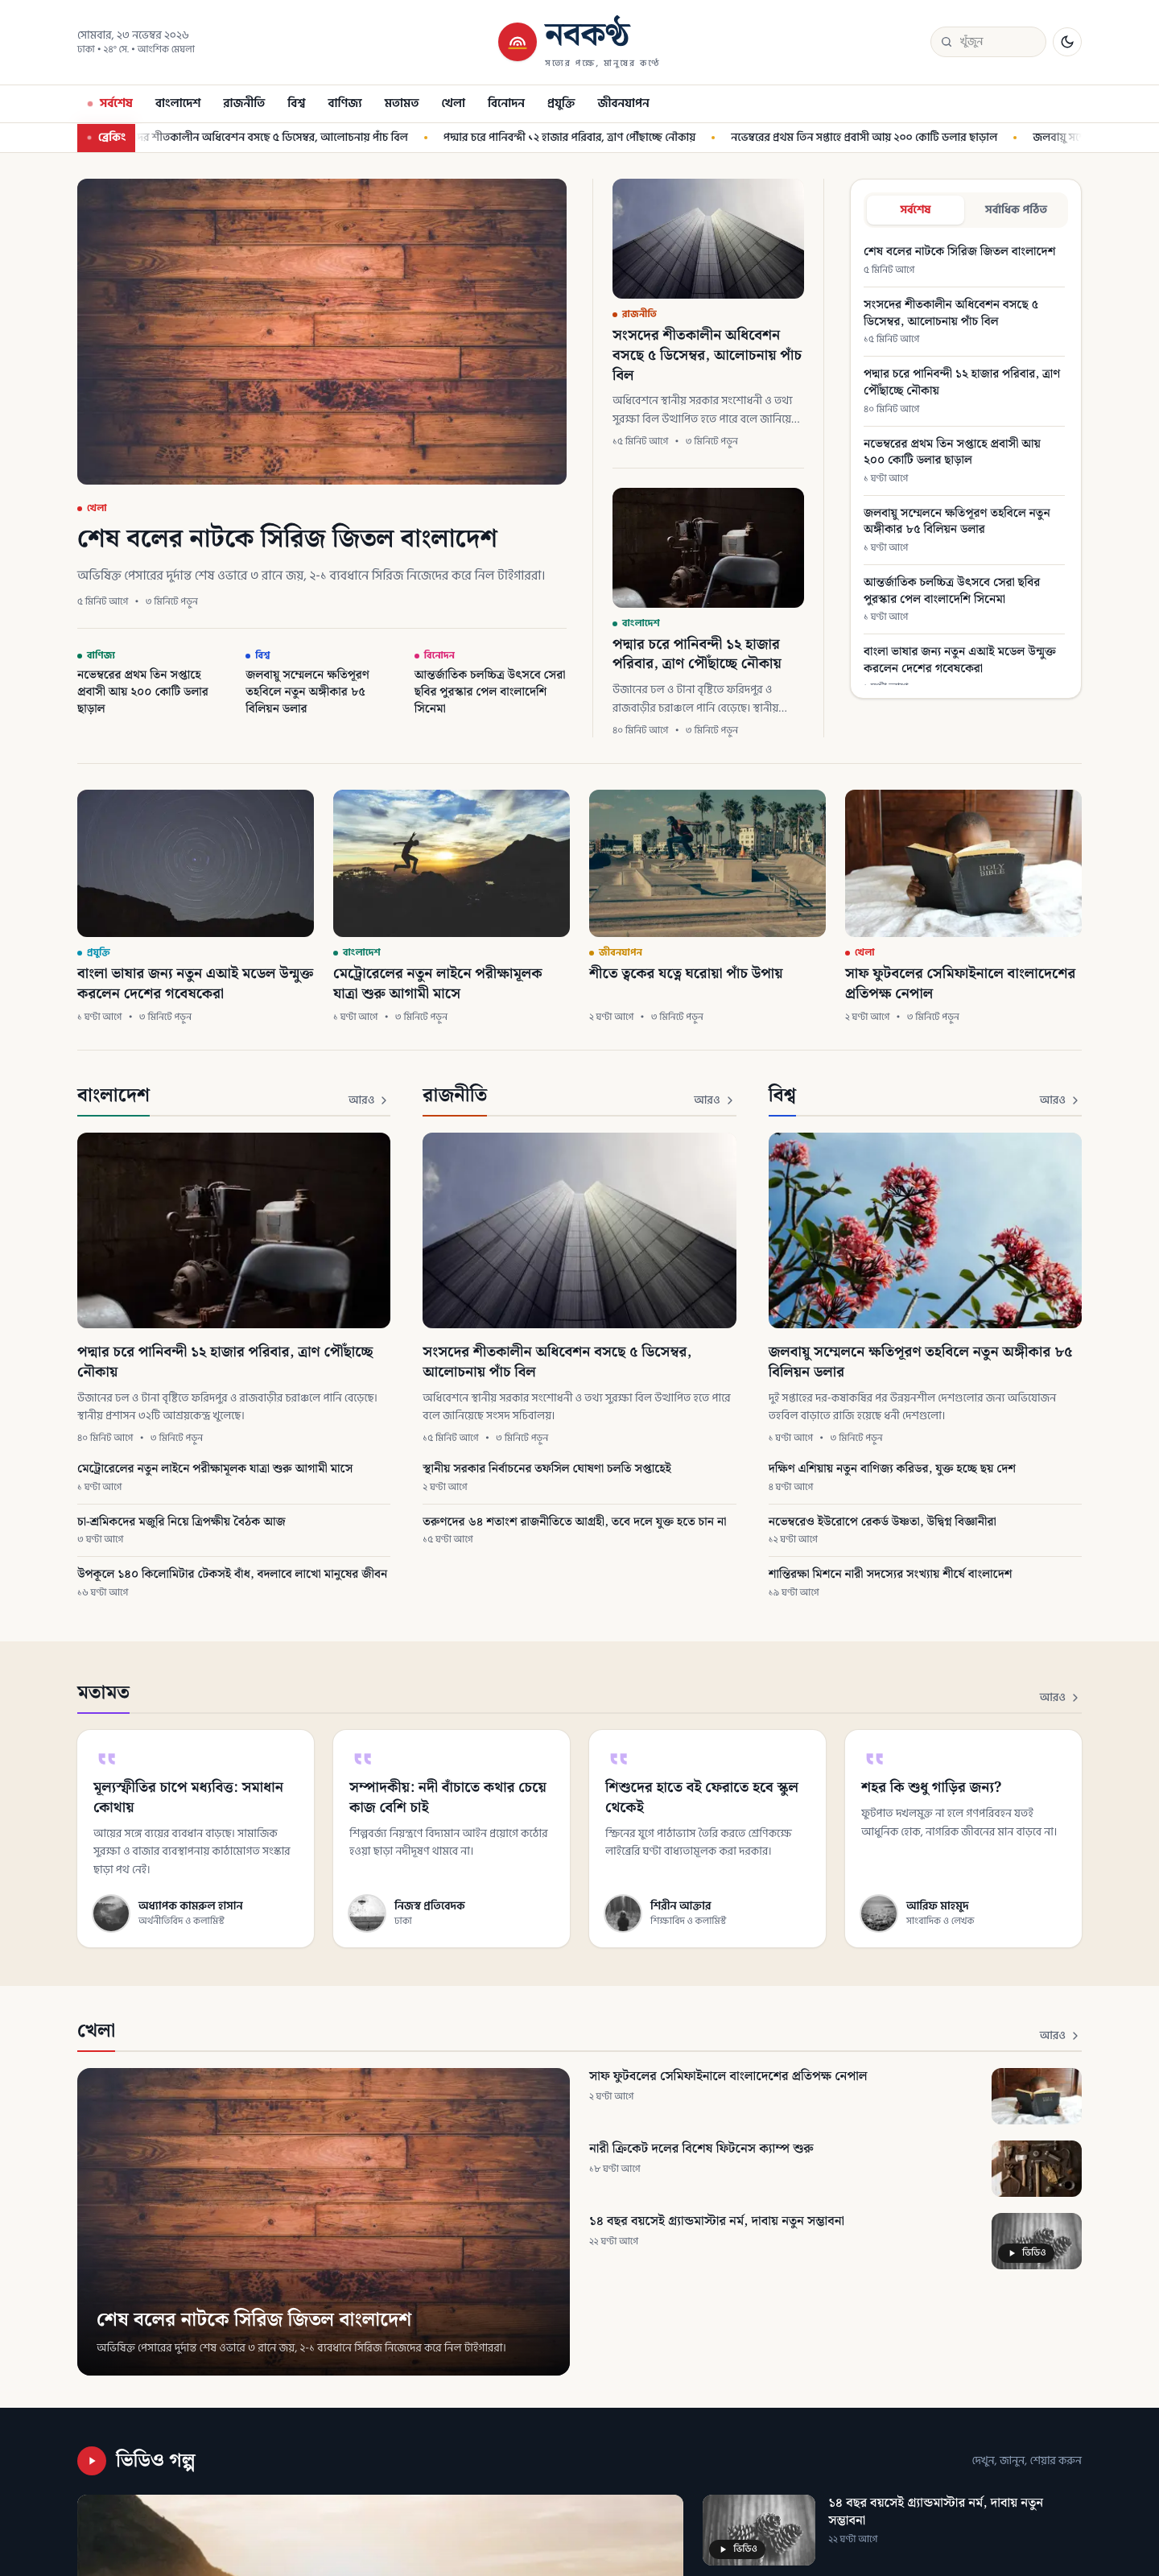 সোমবার, ২৩ নভেম্বর ২০২৬
ঢাকা • ২৪° সে. • আংশিক মেঘলা
নবকণ্ঠ
সত্যের পক্ষে, মানুষের কণ্ঠে
খুঁজুন
সর্বশেষ বাংলাদেশ রাজনীতি বিশ্ব বাণিজ্য মতামত খেলা বিনোদন প্রযুক্তি জীবনযাপন
ব্রেকিং শীতকালীন অধিবেশন বসছে ৫ ডিসেম্বর, আলোচনায় পাঁচ বিল • পদ্মার চরে পানিবন্দী ১২ হাজার পরিবার, ত্রাণ পৌঁছাচ্ছে নৌকায় • নভেম্বরের প্রথম তিন সপ্তাহে প্রবাসী আয় ২০০ কোটি ডলার ছাড়াল • জলবায়ু
খেলা
শেষ বলের নাটকে সিরিজ জিতল বাংলাদেশ
অভিষিক্ত পেসারের দুর্দান্ত শেষ ওভারে ৩ রানে জয়, ২-১ ব্যবধানে সিরিজ নিজেদের করে নিল টাইগাররা।
৫ মিনিট আগে • ৩ মিনিটে পড়ুন
বাণিজ্য
নভেম্বরের প্রথম তিন সপ্তাহে
প্রবাসী আয় ২০০ কোটি ডলার
ছাড়াল
বিশ্ব
জলবায়ু সম্মেলনে ক্ষতিপূরণ
তহবিলে নতুন অঙ্গীকার ৮৫
বিলিয়ন ডলার
বিনোদন
আন্তর্জাতিক চলচ্চিত্র উৎসবে সেরা
ছবির পুরস্কার পেল বাংলাদেশি
সিনেমা
রাজনীতি
সংসদের শীতকালীন অধিবেশন
বসছে ৫ ডিসেম্বর, আলোচনায় পাঁচ
বিল
অধিবেশনে স্থানীয় সরকার সংশোধনী ও তথ্য
সুরক্ষা বিল উত্থাপিত হতে পারে বলে জানিয়ে...
১৫ মিনিট আগে • ৩ মিনিটে পড়ুন
বাংলাদেশ
পদ্মার চরে পানিবন্দী ১২ হাজার
পরিবার, ত্রাণ পৌঁছাচ্ছে নৌকায়
উজানের ঢল ও টানা বৃষ্টিতে ফরিদপুর ও
রাজবাড়ীর চরাঞ্চলে পানি বেড়েছে। স্থানীয়...
৪০ মিনিট আগে • ৩ মিনিটে পড়ুন
সর্বশেষ সর্বাধিক পঠিত
শেষ বলের নাটকে সিরিজ জিতল বাংলাদেশ
৫ মিনিট আগে
সংসদের শীতকালীন অধিবেশন বসছে ৫
ডিসেম্বর, আলোচনায় পাঁচ বিল
১৫ মিনিট আগে
পদ্মার চরে পানিবন্দী ১২ হাজার পরিবার, ত্রাণ
পৌঁছাচ্ছে নৌকায়
৪০ মিনিট আগে
নভেম্বরের প্রথম তিন সপ্তাহে প্রবাসী আয়
২০০ কোটি ডলার ছাড়াল
১ ঘণ্টা আগে
জলবায়ু সম্মেলনে ক্ষতিপূরণ তহবিলে নতুন
অঙ্গীকার ৮৫ বিলিয়ন ডলার
১ ঘণ্টা আগে
আন্তর্জাতিক চলচ্চিত্র উৎসবে সেরা ছবির
পুরস্কার পেল বাংলাদেশি সিনেমা
১ ঘণ্টা আগে
বাংলা ভাষার জন্য নতুন এআই মডেল উন্মুক্ত
করলেন দেশের গবেষকেরা
প্রযুক্তি
বাংলা ভাষার জন্য নতুন এআই মডেল উন্মুক্ত
করলেন দেশের গবেষকেরা
১ ঘণ্টা আগে • ৩ মিনিটে পড়ুন
বাংলাদেশ
মেট্রোরেলের নতুন লাইনে পরীক্ষামূলক
যাত্রা শুরু আগামী মাসে
১ ঘণ্টা আগে • ৩ মিনিটে পড়ুন
জীবনযাপন
শীতে ত্বকের যত্নে ঘরোয়া পাঁচ উপায়
২ ঘণ্টা আগে • ৩ মিনিটে পড়ুন
HOLY
BIBLE
খেলা
সাফ ফুটবলের সেমিফাইনালে বাংলাদেশের
প্রতিপক্ষ নেপাল
২ ঘণ্টা আগে • ৩ মিনিটে পড়ুন
বাংলাদেশ আরও
পদ্মার চরে পানিবন্দী ১২ হাজার পরিবার, ত্রাণ পৌঁছাচ্ছে
নৌকায়
উজানের ঢল ও টানা বৃষ্টিতে ফরিদপুর ও রাজবাড়ীর চরাঞ্চলে পানি বেড়েছে।
স্থানীয় প্রশাসন ৩২টি আশ্রয়কেন্দ্র খুলেছে।
৪০ মিনিট আগে • ৩ মিনিটে পড়ুন
মেট্রোরেলের নতুন লাইনে পরীক্ষামূলক যাত্রা শুরু আগামী মাসে
১ ঘণ্টা আগে
চা-শ্রমিকদের মজুরি নিয়ে ত্রিপক্ষীয় বৈঠক আজ
৩ ঘণ্টা আগে
উপকূলে ১৪০ কিলোমিটার টেকসই বাঁধ, বদলাবে লাখো মানুষের জীবন
১৬ ঘণ্টা আগে
রাজনীতি আরও
সংসদের শীতকালীন অধিবেশন বসছে ৫ ডিসেম্বর,
আলোচনায় পাঁচ বিল
অধিবেশনে স্থানীয় সরকার সংশোধনী ও তথ্য সুরক্ষা বিল উত্থাপিত হতে পারে
বলে জানিয়েছে সংসদ সচিবালয়।
১৫ মিনিট আগে • ৩ মিনিটে পড়ুন
স্থানীয় সরকার নির্বাচনের তফসিল ঘোষণা চলতি সপ্তাহেই
২ ঘণ্টা আগে
তরুণদের ৬৪ শতাংশ রাজনীতিতে আগ্রহী, তবে দলে যুক্ত হতে চান না
১৫ ঘণ্টা আগে
বিশ্ব আরও
জলবায়ু সম্মেলনে ক্ষতিপূরণ তহবিলে নতুন অঙ্গীকার ৮৫
বিলিয়ন ডলার
দুই সপ্তাহের দর-কষাকষির পর উন্নয়নশীল দেশগুলোর জন্য অভিযোজন
তহবিল বাড়াতে রাজি হয়েছে ধনী দেশগুলো।
১ ঘণ্টা আগে • ৩ মিনিটে পড়ুন
দক্ষিণ এশিয়ায় নতুন বাণিজ্য করিডর, যুক্ত হচ্ছে ছয় দেশ
৪ ঘণ্টা আগে
নভেম্বরেও ইউরোপে রেকর্ড উষ্ণতা, উদ্বিগ্ন বিজ্ঞানীরা
১২ ঘণ্টা আগে
শান্তিরক্ষা মিশনে নারী সদস্যের সংখ্যায় শীর্ষে বাংলাদেশ
১৯ ঘণ্টা আগে
মতামত আরও
মূল্যস্ফীতির চাপে মধ্যবিত্ত: সমাধান
কোথায়
আয়ের সঙ্গে ব্যয়ের ব্যবধান বাড়ছে। সামাজিক
সুরক্ষা ও বাজার ব্যবস্থাপনায় কাঠামোগত সংস্কার
ছাড়া পথ নেই।
অধ্যাপক কামরুল হাসান
অর্থনীতিবিদ ও কলামিস্ট
সম্পাদকীয়: নদী বাঁচাতে কথার চেয়ে
কাজ বেশি চাই
শিল্পবর্জ্য নিয়ন্ত্রণে বিদ্যমান আইন প্রয়োগে কঠোর
হওয়া ছাড়া নদীদূষণ থামবে না।
নিজস্ব প্রতিবেদক
ঢাকা
শিশুদের হাতে বই ফেরাতে হবে স্কুল
থেকেই
স্ক্রিনের যুগে পাঠাভ্যাস তৈরি করতে শ্রেণিকক্ষে
লাইব্রেরি ঘণ্টা বাধ্যতামূলক করা দরকার।
শিরীন আক্তার
শিক্ষাবিদ ও কলামিস্ট
শহর কি শুধু গাড়ির জন্য?
ফুটপাত দখলমুক্ত না হলে গণপরিবহন যতই
আধুনিক হোক, নাগরিক জীবনের মান বাড়বে না।
আরিফ মাহমুদ
সাংবাদিক ও লেখক
খেলা আরও
শেষ বলের নাটকে সিরিজ জিতল বাংলাদেশ
অভিষিক্ত পেসারের দুর্দান্ত শেষ ওভারে ৩ রানে জয়, ২-১ ব্যবধানে সিরিজ নিজেদের করে নিল টাইগাররা।
সাফ ফুটবলের সেমিফাইনালে বাংলাদেশের প্রতিপক্ষ নেপাল
২ ঘণ্টা আগে
নারী ক্রিকেট দলের বিশেষ ফিটনেস ক্যাম্প শুরু
১৮ ঘণ্টা আগে
১৪ বছর বয়সেই গ্র্যান্ডমাস্টার নর্ম, দাবায় নতুন সম্ভাবনা
২২ ঘণ্টা আগে
ভিডিও
ভিডিও গল্প
দেখুন, জানুন, শেয়ার করুন
ভিডিও
১৪ বছর বয়সেই গ্র্যান্ডমাস্টার নর্ম, দাবায় নতুন
সম্ভাবনা
২২ ঘণ্টা আগে